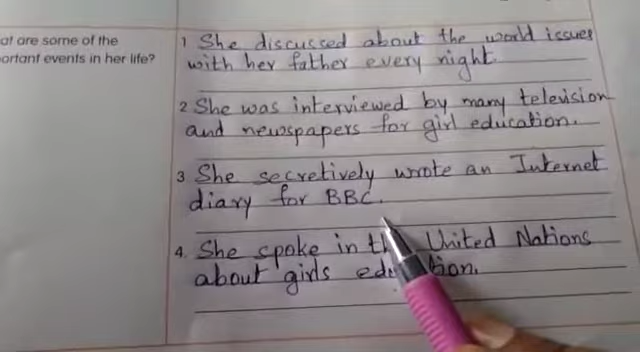 at are some of the
ortant events in her life?
1 She discussed about the world issues
with her father every night.
2 She was interviewed by many television
and newspapers for girl education.
3 She secretively wrote an Internet
diary for BBC.
4. She spoke in the United Nations
about girls education.